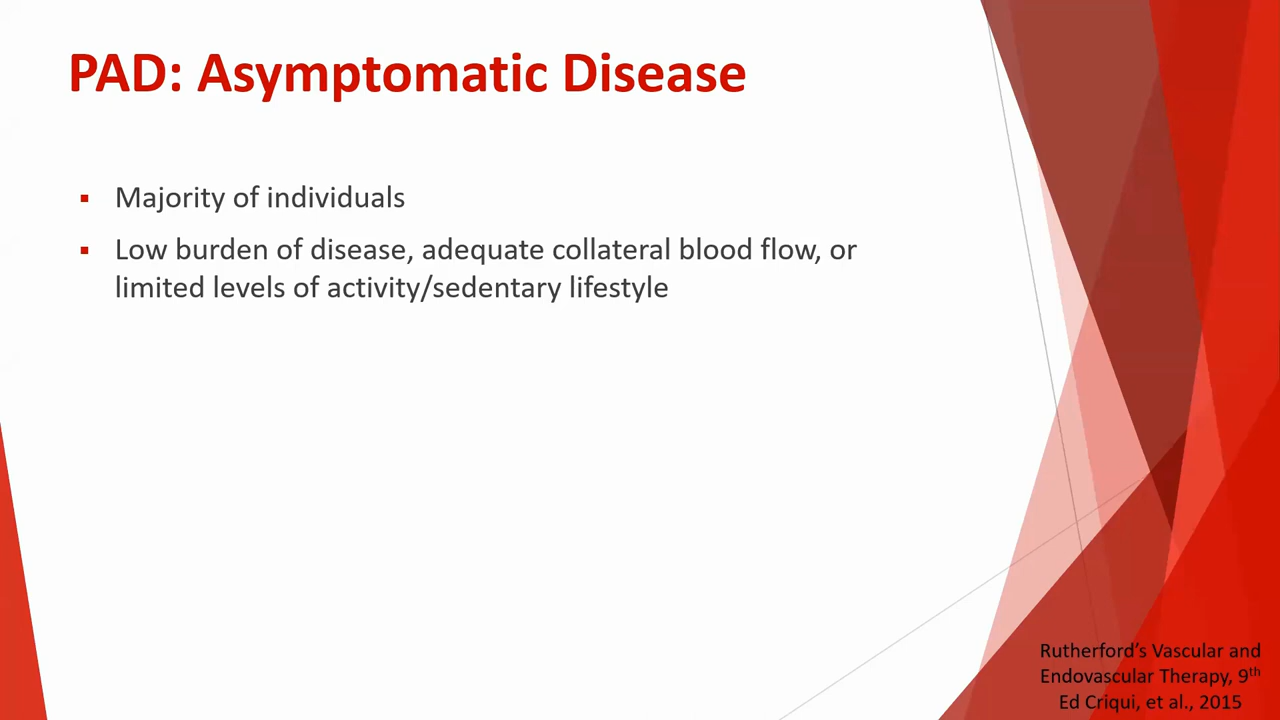 PAD: Asymptomatic Disease
▪ Majority of individuals
▪ Low burden of disease, adequate collateral blood flow, or
limited levels of activity/sedentary lifestyle
Rutherford’s Vascular and
Endovascular Therapy, 9th
Ed Criqui, et al., 2015